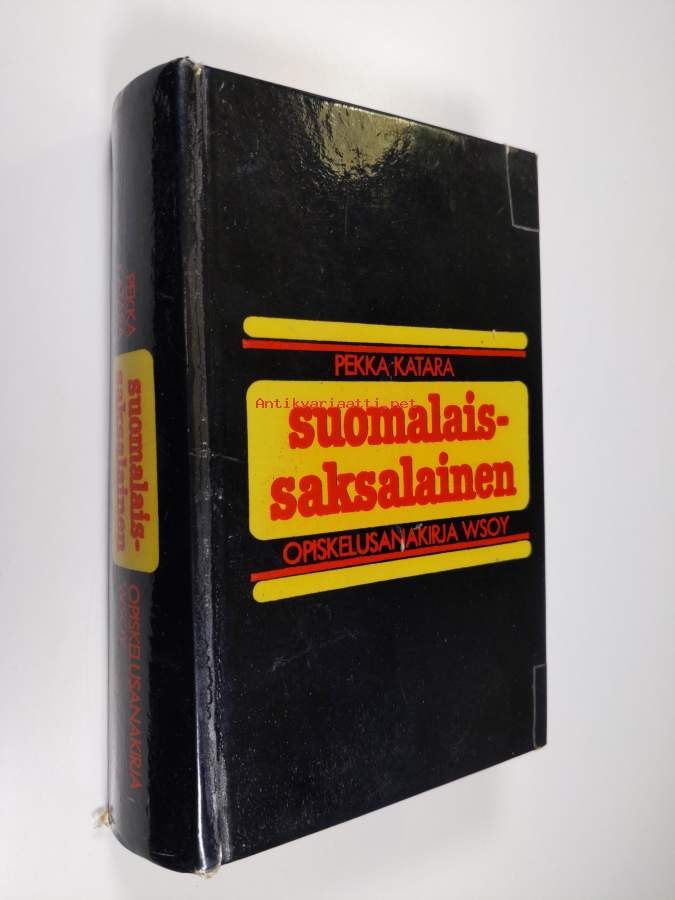 PEKKA KATARA
Antikvariaatti.net
suomalais-
saksalainen
OPISKELUSANAKIRJA WSOY
PEKKA
KATARA
suomalais-
saksalainen
OPISKELUSANAKIRJA
WSOY